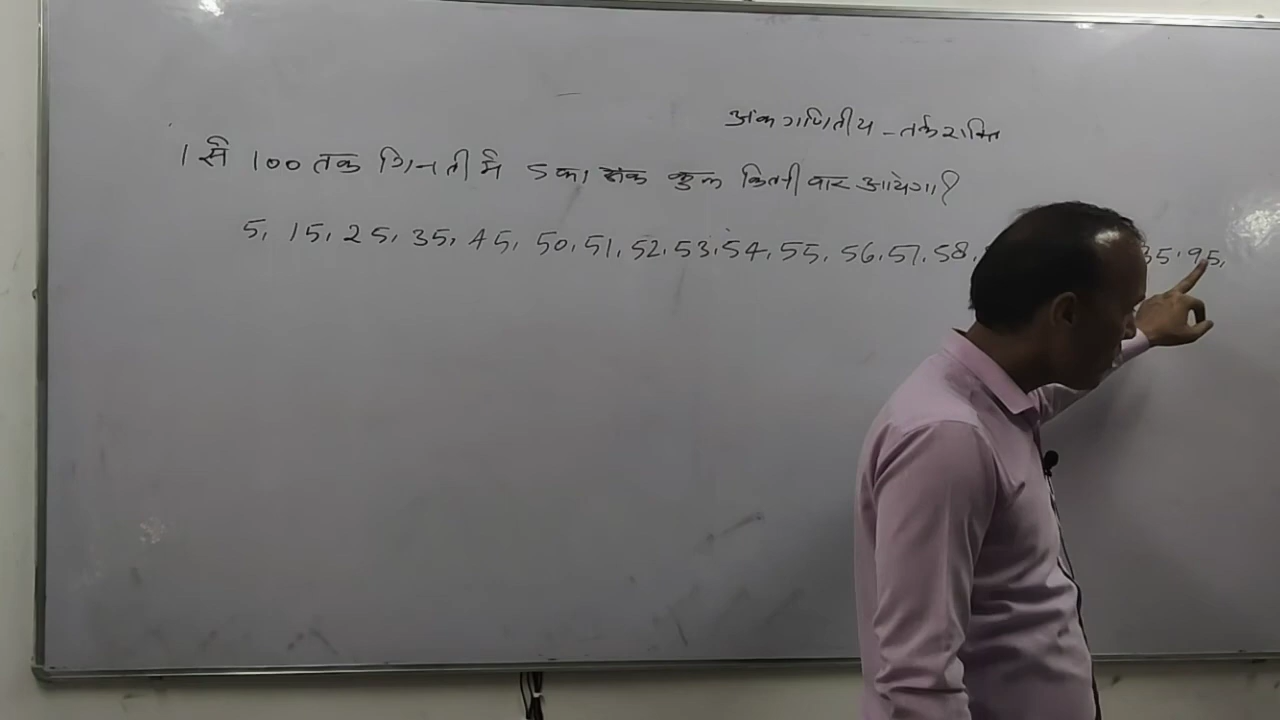 अंकगणितीय - तर्कशक्ति
1 से 100 तक गिनती में 5 का अंक कुल कितनी बार आयेगा?
5, 15, 25, 35, 45, 50, 51, 52, 53, 54, 55, 56, 57, 58, 95,